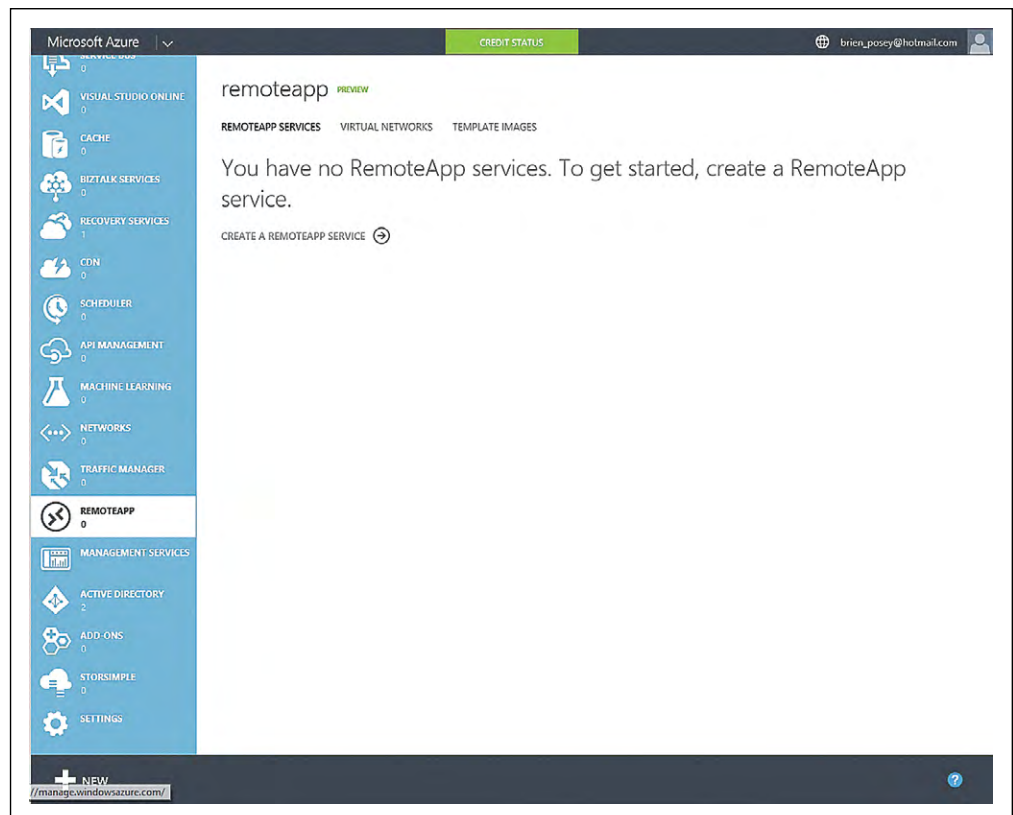 Microsoft Azure
CREDIT STATUS
brien_posey@hotmail.com
SERVICE BUS
0
VISUAL STUDIO ONLINE
0
CACHE
0
BIZTALK SERVICES
0
RECOVERY SERVICES
1
CDN
0
SCHEDULER
0
API MANAGEMENT
0
MACHINE LEARNING
0
NETWORKS
0
TRAFFIC MANAGER
0
REMOTEAPP
0
MANAGEMENT SERVICES
ACTIVE DIRECTORY
2
ADD-ONS
0
STORSIMPLE
0
SETTINGS
remoteapp PREVIEW
REMOTEAPP SERVICES VIRTUAL NETWORKS TEMPLATE IMAGES
You have no RemoteApp services. To get started, create a RemoteApp
service.
CREATE A REMOTEAPP SERVICE
NEW
?
//manage.windowsazure.com/